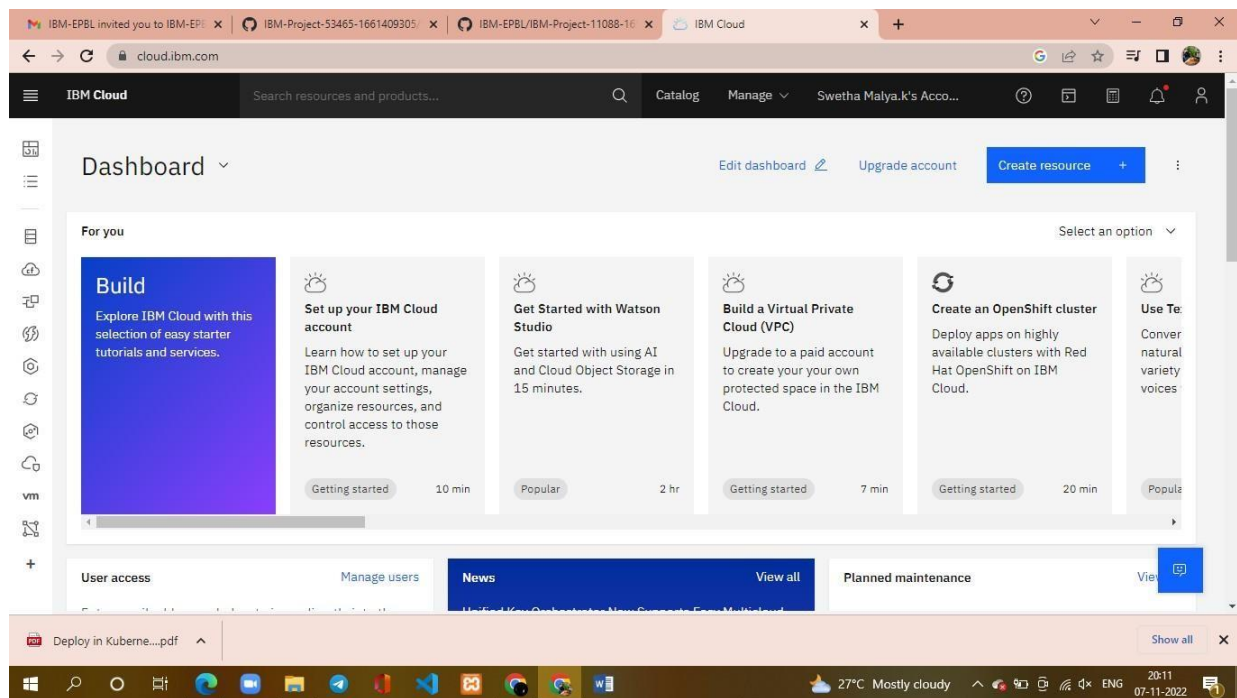 IBM-EPBL invited you to IBM-EPB
IBM-Project-53465-1661409305/
IBM-EPBL/IBM-Project-11088-16
IBM Cloud
cloud.ibm.com
IBM Cloud
Search resources and products...
Catalog
Manage
Swetha Malya.k's Acco...
Dashboard
Edit dashboard
Upgrade account
Create resource +
For you
Select an option
Build
Explore IBM Cloud with this
selection of easy starter
tutorials and services.
Set up your IBM Cloud
account
Learn how to set up your
IBM Cloud account, manage
your account settings,
organize resources, and
control access to those
resources.
Getting started
10 min
Get Started with Watson
Studio
Get started with using AI
and Cloud Object Storage in
15 minutes.
Popular
2 hr
Build a Virtual Private
Cloud (VPC)
Upgrade to a paid account
to create your your own
protected space in the IBM
Cloud.
Getting started
7 min
Create an OpenShift cluster
Deploy apps on highly
available clusters with Red
Hat OpenShift on IBM
Cloud.
Getting started
20 min
Use Te
Conver
natural
variety
voices
Popula
vm
User access
Manage users
News
View all
Planned maintenance
Vie
Deploy in Kuberne....pdf
Show all
27°C Mostly cloudy
ENG
20:11
07-11-2022